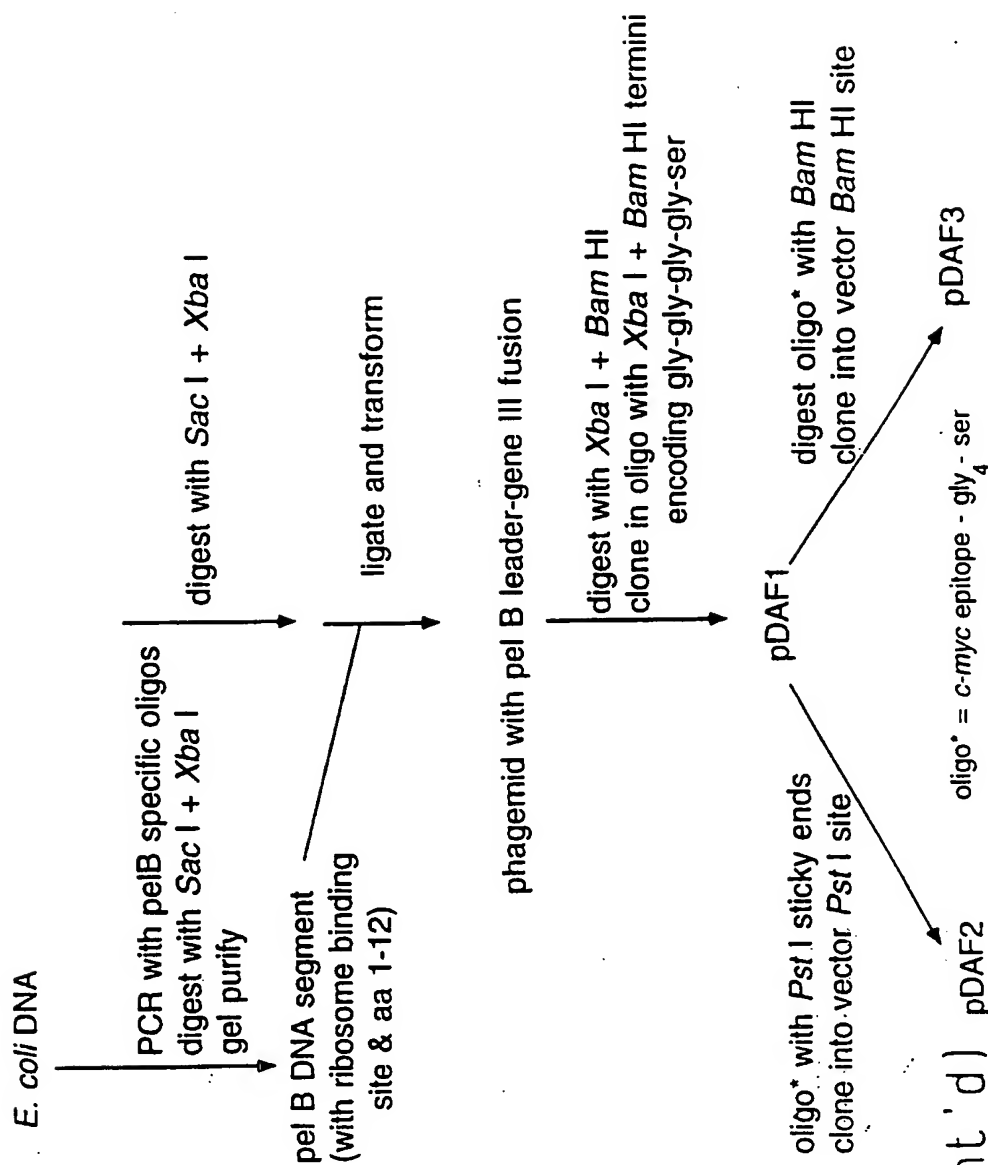 E. coli DNA
PCR with pelB specific oligos
digest with Sac I + Xba I
gel purify
digest with Sac I + Xba I
pel B DNA segment
(with ribosome binding
site & aa 1-12)
ligate and transform
phagemid with pel B leader-gene III fusion
digest with Xba I + Bam HI
clone in oligo with Xba I + Bam HI termini
encoding gly-gly-gly-gly-ser
pDAF1
oligo* with Pst I sticky ends
clone into vector Pst I site
digest oligo* with Bam HI
clone into vector Bam HI site
pDAF2
pDAF3
oligo* = c-myc epitope - gly4 - ser
nt'd)